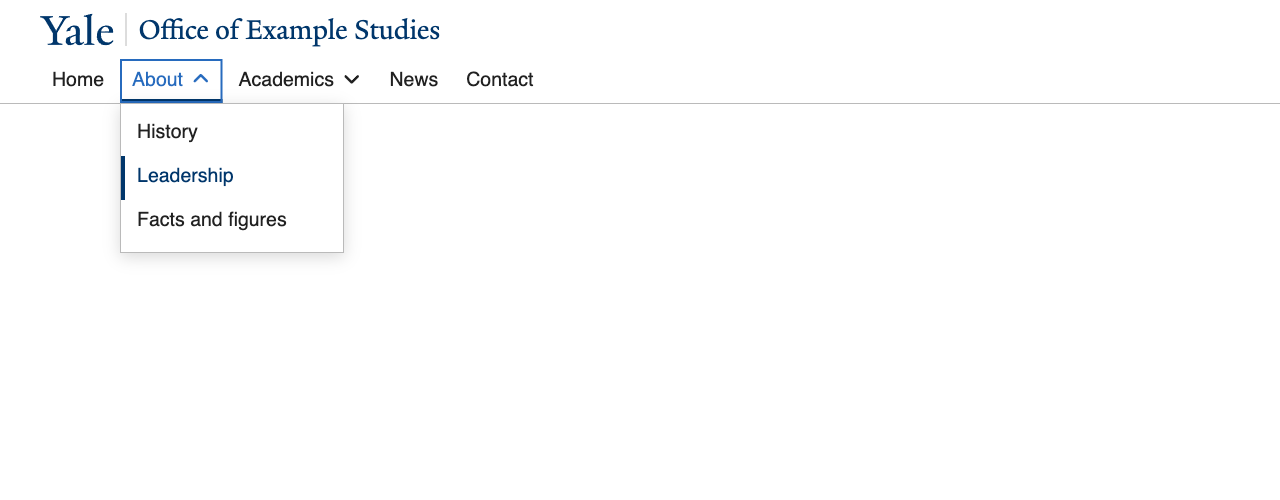 Yale Office of Example Studies
Home About Academics News Contact
History
Leadership
Facts and figures